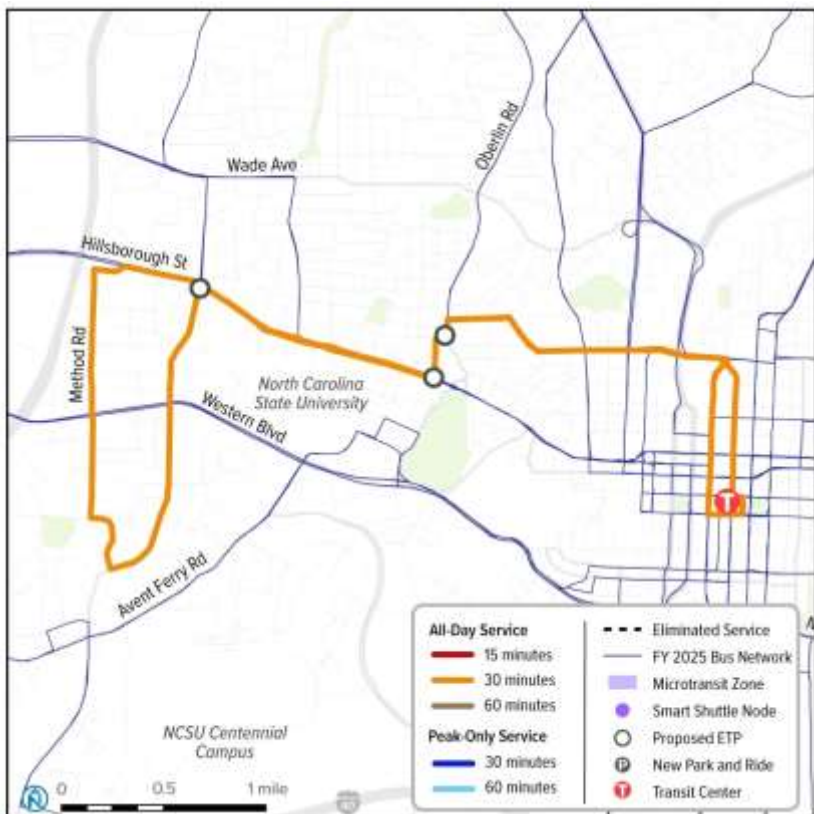 Oberlin Rd
Wade Ave
Hillsborough St
Method Rd
North Carolina
State University
Western Blvd
Avent Ferry Rd
NCSU Centennial
Campus
N
0 0.5 1 mile
T
All-Day Service
15 minutes
30 minutes
60 minutes
Peak-Only Service
30 minutes
60 minutes
Eliminated Service
FY 2025 Bus Network
Microtransit Zone
Smart Shuttle Node
Proposed ETP
P New Park and Ride
T Transit Center